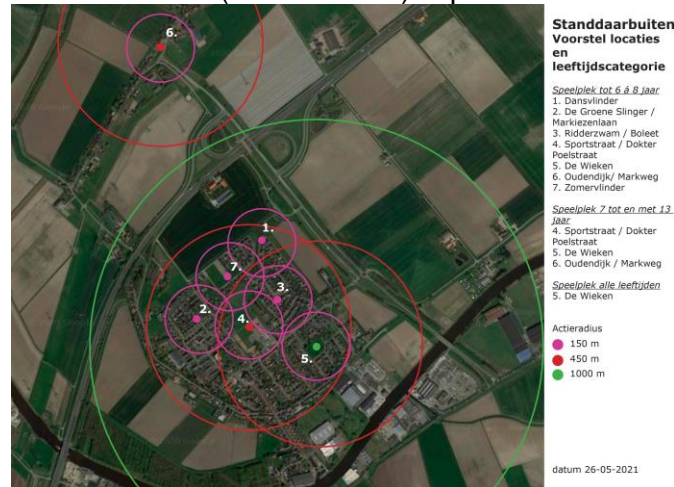 Standdaarbuiten
Voorstel locaties
en
leeftijdscategorie
Speelplek tot 6 á 8 jaar
1. Dansvlinder
2. De Groene Slinger /
Markiezenlaan
3. Ridderzwam / Boleet
4. Sportstraat / Dokter
Poelstraat
5. De Wieken
6. Oudendijk/ Markweg
7. Zomervlinder
Speelplek 7 tot en met 13
jaar
4. Sportstraat / Dokter
Poelstraat
5. De Wieken
6. Oudendijk / Markweg
Speelplek alle leeftijden
5. De Wieken
Actieradius
150 m
450 m
1000 m
datum 26-05-2021
6.
1.
7.
3.
2.
4.
5.